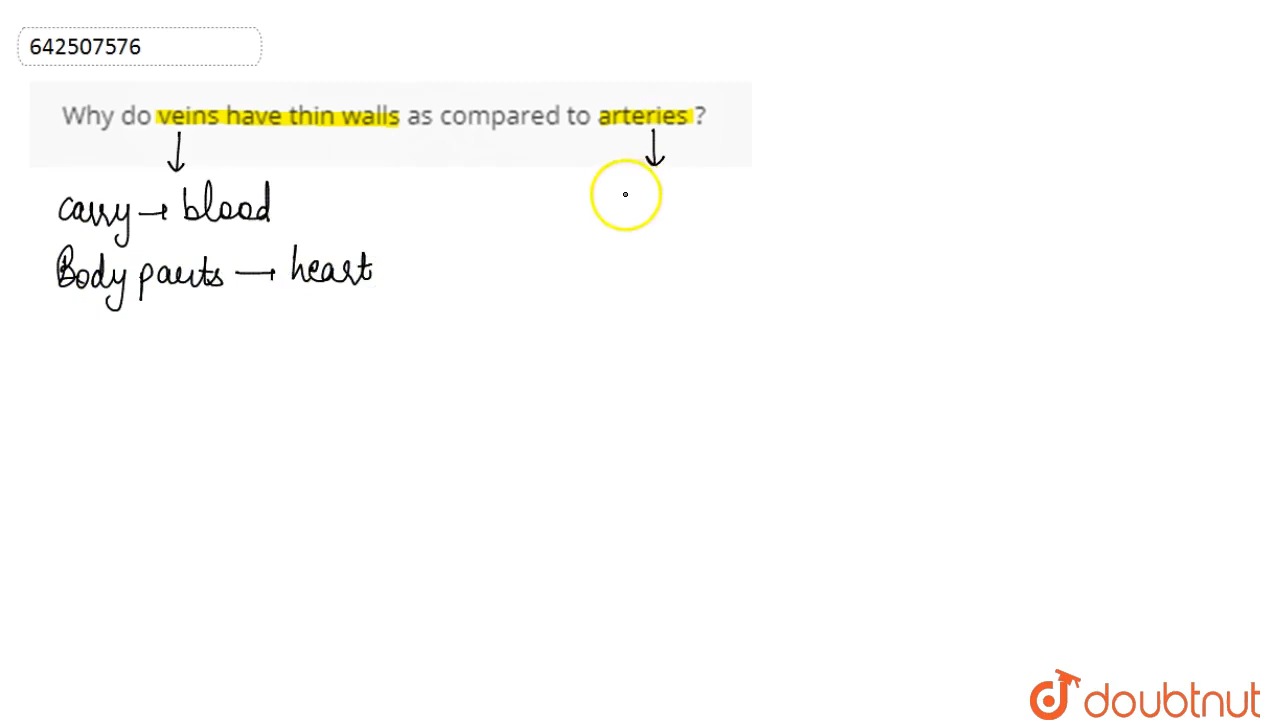 642507576
Why do veins have thin walls as compared to arteries ?
↓ ↓
carry → blood
Body parts → heart
doubtnut